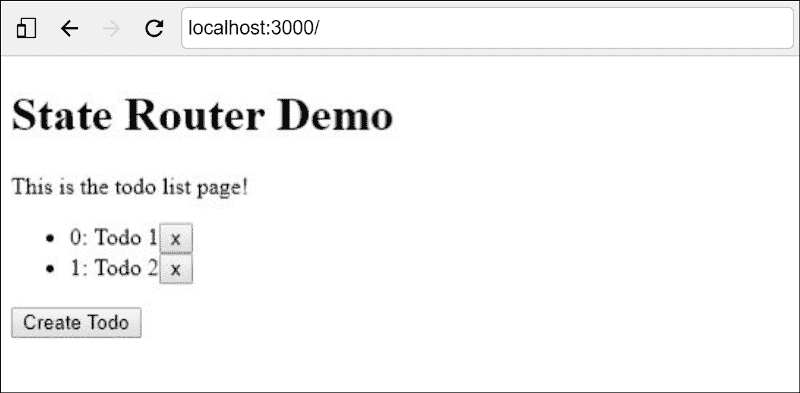 localhost:3000/
State Router Demo
This is the todo list page!
0: Todo 1 x
1: Todo 2 x
Create Todo